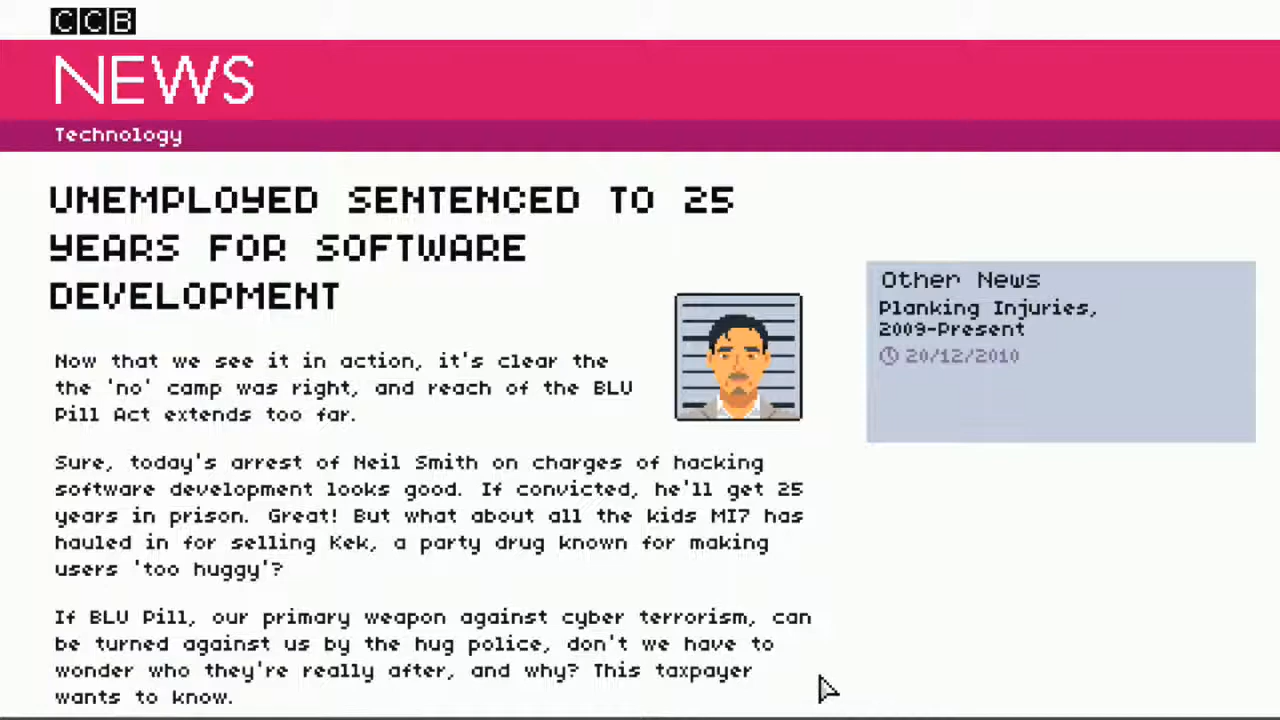 CCB
NEWS
Technology
UNEMPLOYED SENTENCED TO 25
YEARS FOR SOFTWARE
DEVELOPMENT
Now that we see it in action, it's clear the
the 'no' camp was right, and reach of the BLU
Pill Act extends too far.
Sure, today's arrest of Neil Smith on charges of hacking
software development looks good. If convicted, he'll get 25
years in prison. Great! But what about all the kids MI7 has
hauled in for selling Kek, a party drug known for making
users 'too huggy'?
If BLU Pill, our primary weapon against cyber terrorism, can
be turned against us by the hug police, don't we have to
wonder who they're really after, and why? This taxpayer
wants to know.
Other News
Planking Injuries,
2009-Present
20/12/2010